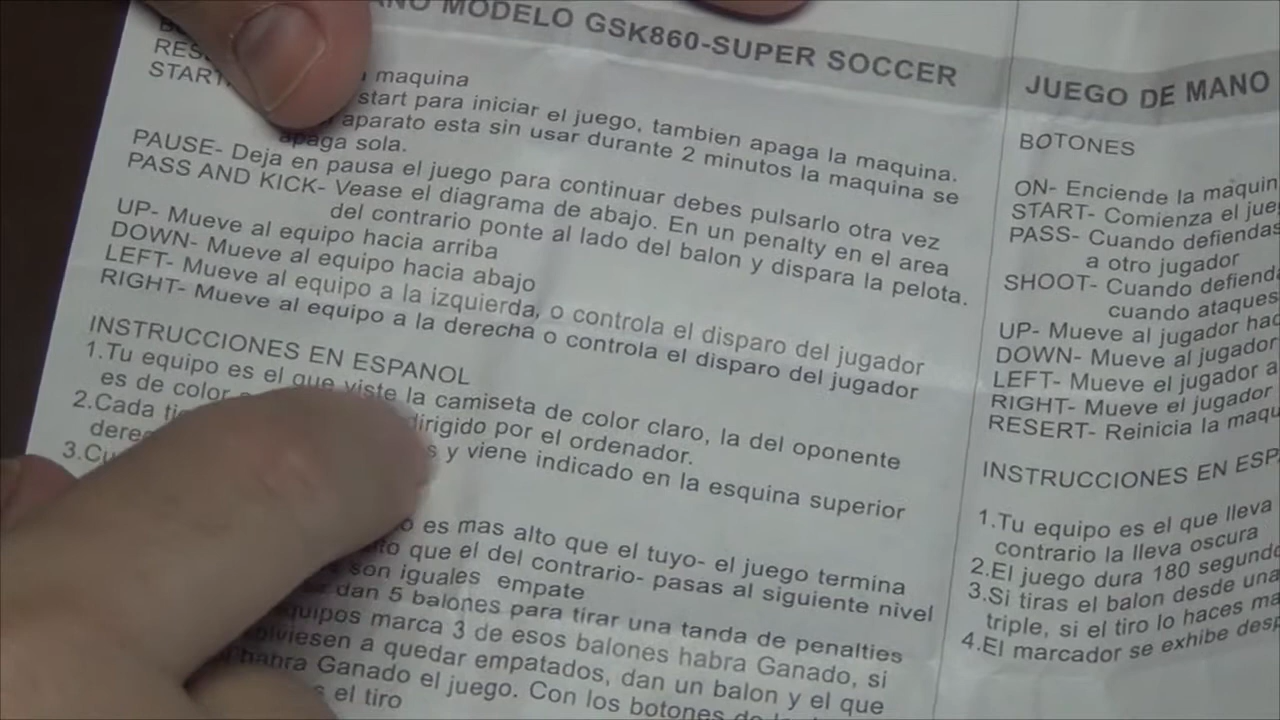 MODELO GSK860-SUPER SOCCER
maquina
START
start para iniciar el juego, tambien apaga la maquina.
aparato esta sin usar durante 2 minutos la maquina se
apaga sola.
PAUSE- Deja en pausa el juego para continuar debes pulsarlo otra vez
PASS AND KICK- Vease el diagrama de abajo. En un penalty en el area
del contrario ponte al lado del balon y dispara la pelota.
UP- Mueve al equipo hacia arriba
DOWN- Mueve al equipo hacia abajo
LEFT- Mueve al equipo a la izquierda, o controla el disparo del jugador
RIGHT- Mueve al equipo a la derecha o controla el disparo del jugador
INSTRUCCIONES EN ESPANOL
1.Tu equipo es el que viste la camiseta de color claro, la del oponente
es de color dirigido por el ordenador.
2.Cada y viene indicado en la esquina superior
3.
es mas alto que el tuyo- el juego termina
que el del contrario- pasas al siguiente nivel
son iguales empate
dan 5 balones para tirar una tanda de penalties
marca 3 de esos balones habra Ganado, si
a quedar empatados, dan un balon y el que
habra Ganado el juego. Con los botones
el tiro
JUEGO DE MANO
BOTONES
ON- Enciende la
START- Comienza el
PASS- Cuando defiendas
a otro jugador
SHOOT- Cuando
cuando ataques
UP- Mueve al jugador
DOWN- Mueve al jugador
LEFT- Mueve el jugador
RIGHT- Mueve el jugador
RESERT- Reinicia la
INSTRUCCIONES EN
1.Tu equipo es el que lleva
contrario la lleva oscura
2.El juego dura 180
3.Si tiras el balon desde una
triple, si el tiro lo haces
4.El marcador se exhibe